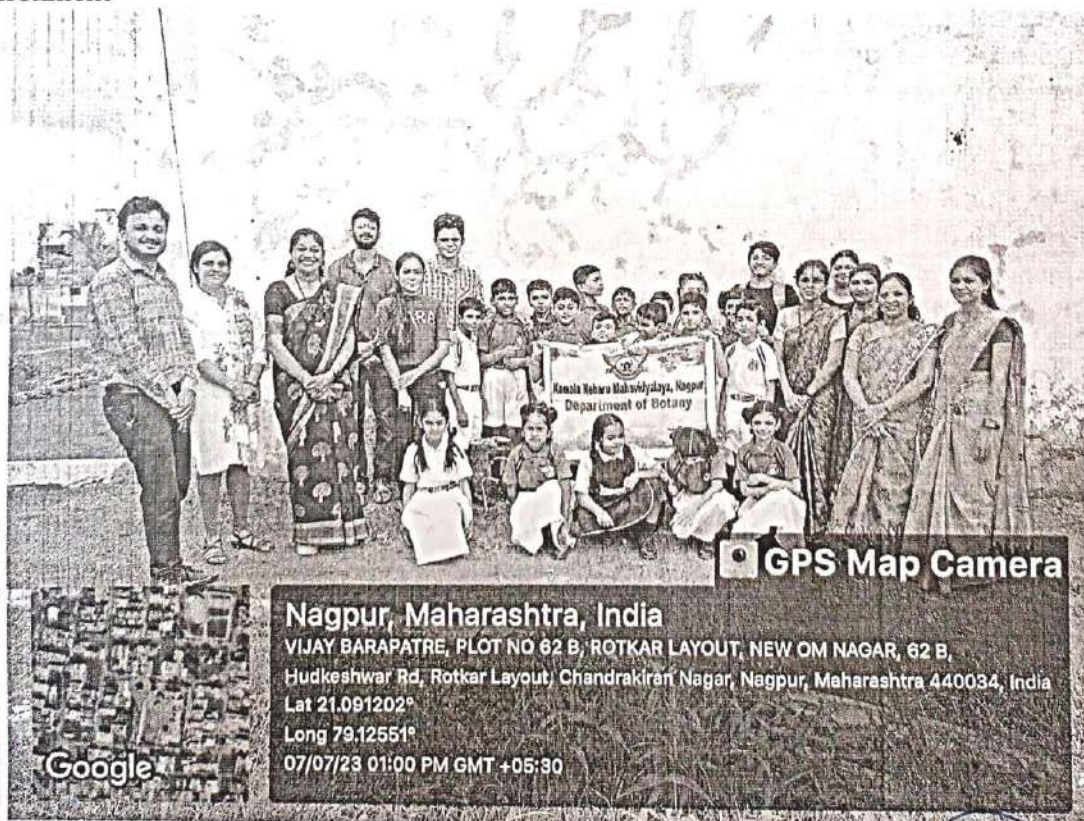 Kamala Neharu Mahavidyalaya, Nagpur
Department of Botany
GPS Map Camera
Nagpur, Maharashtra, India
VIJAY BARAPATRE, PLOT NO 62 B, ROTKAR LAYOUT, NEW OM NAGAR, 62 B,
Hudkeshwar Rd, Rotkar Layout, Chandrakiran Nagar, Nagpur, Maharashtra 440034, India
Lat 21.091202°
Long 79.12551°
07/07/23 01:00 PM GMT +05:30
Google